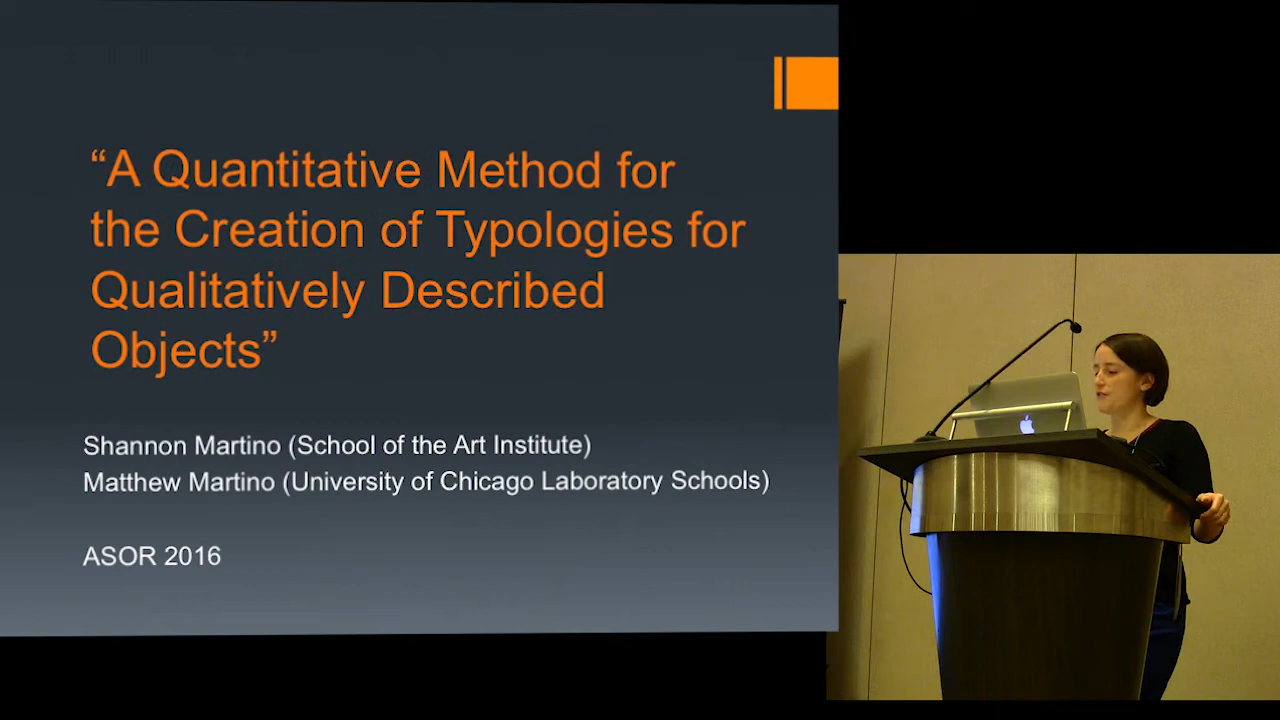 “A Quantitative Method for
the Creation of Typologies for
Qualitatively Described
Objects”
Shannon Martino (School of the Art Institute)
Matthew Martino (University of Chicago Laboratory Schools)
ASOR 2016